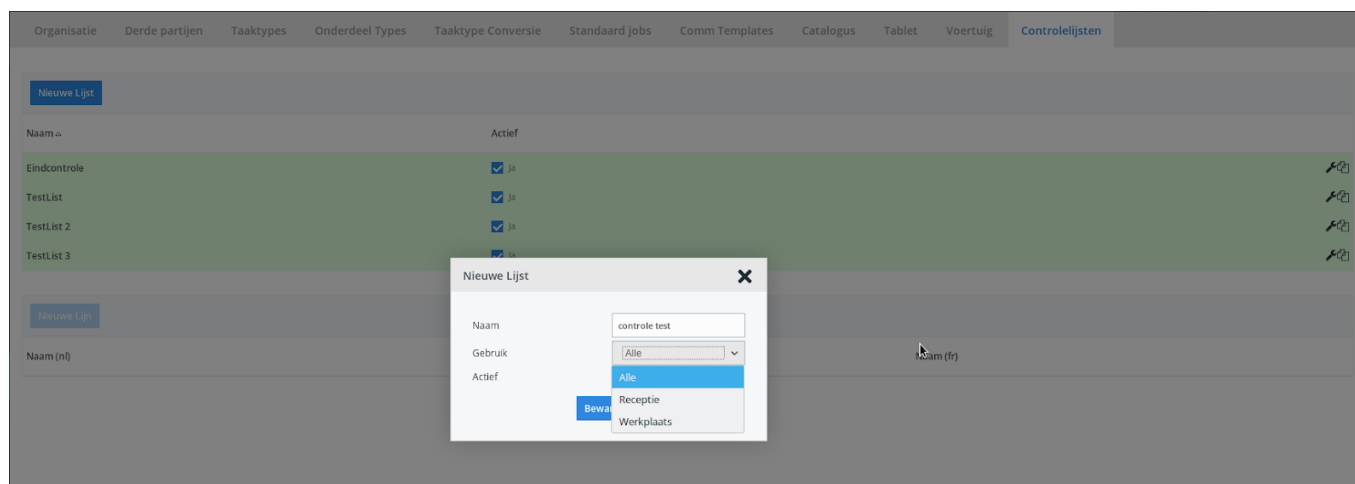 Organisatie Derde partijen Taaktypes Onderdeel Types Taaktype Conversie Standaard jobs Comm Templates Catalogus Tablet Voertuig Controlelijsten
Nieuwe Lijst
Naam Actief
Eindcontrole Ja
TestList Ja
TestList 2 Ja
TestList 3 Ja
Nieuwe Lijst
Nieuwe Lijn
Naam controle test
Naam (nl) Gebruik Alle (fr)
Actief Alle
Receptie
Werkplaats